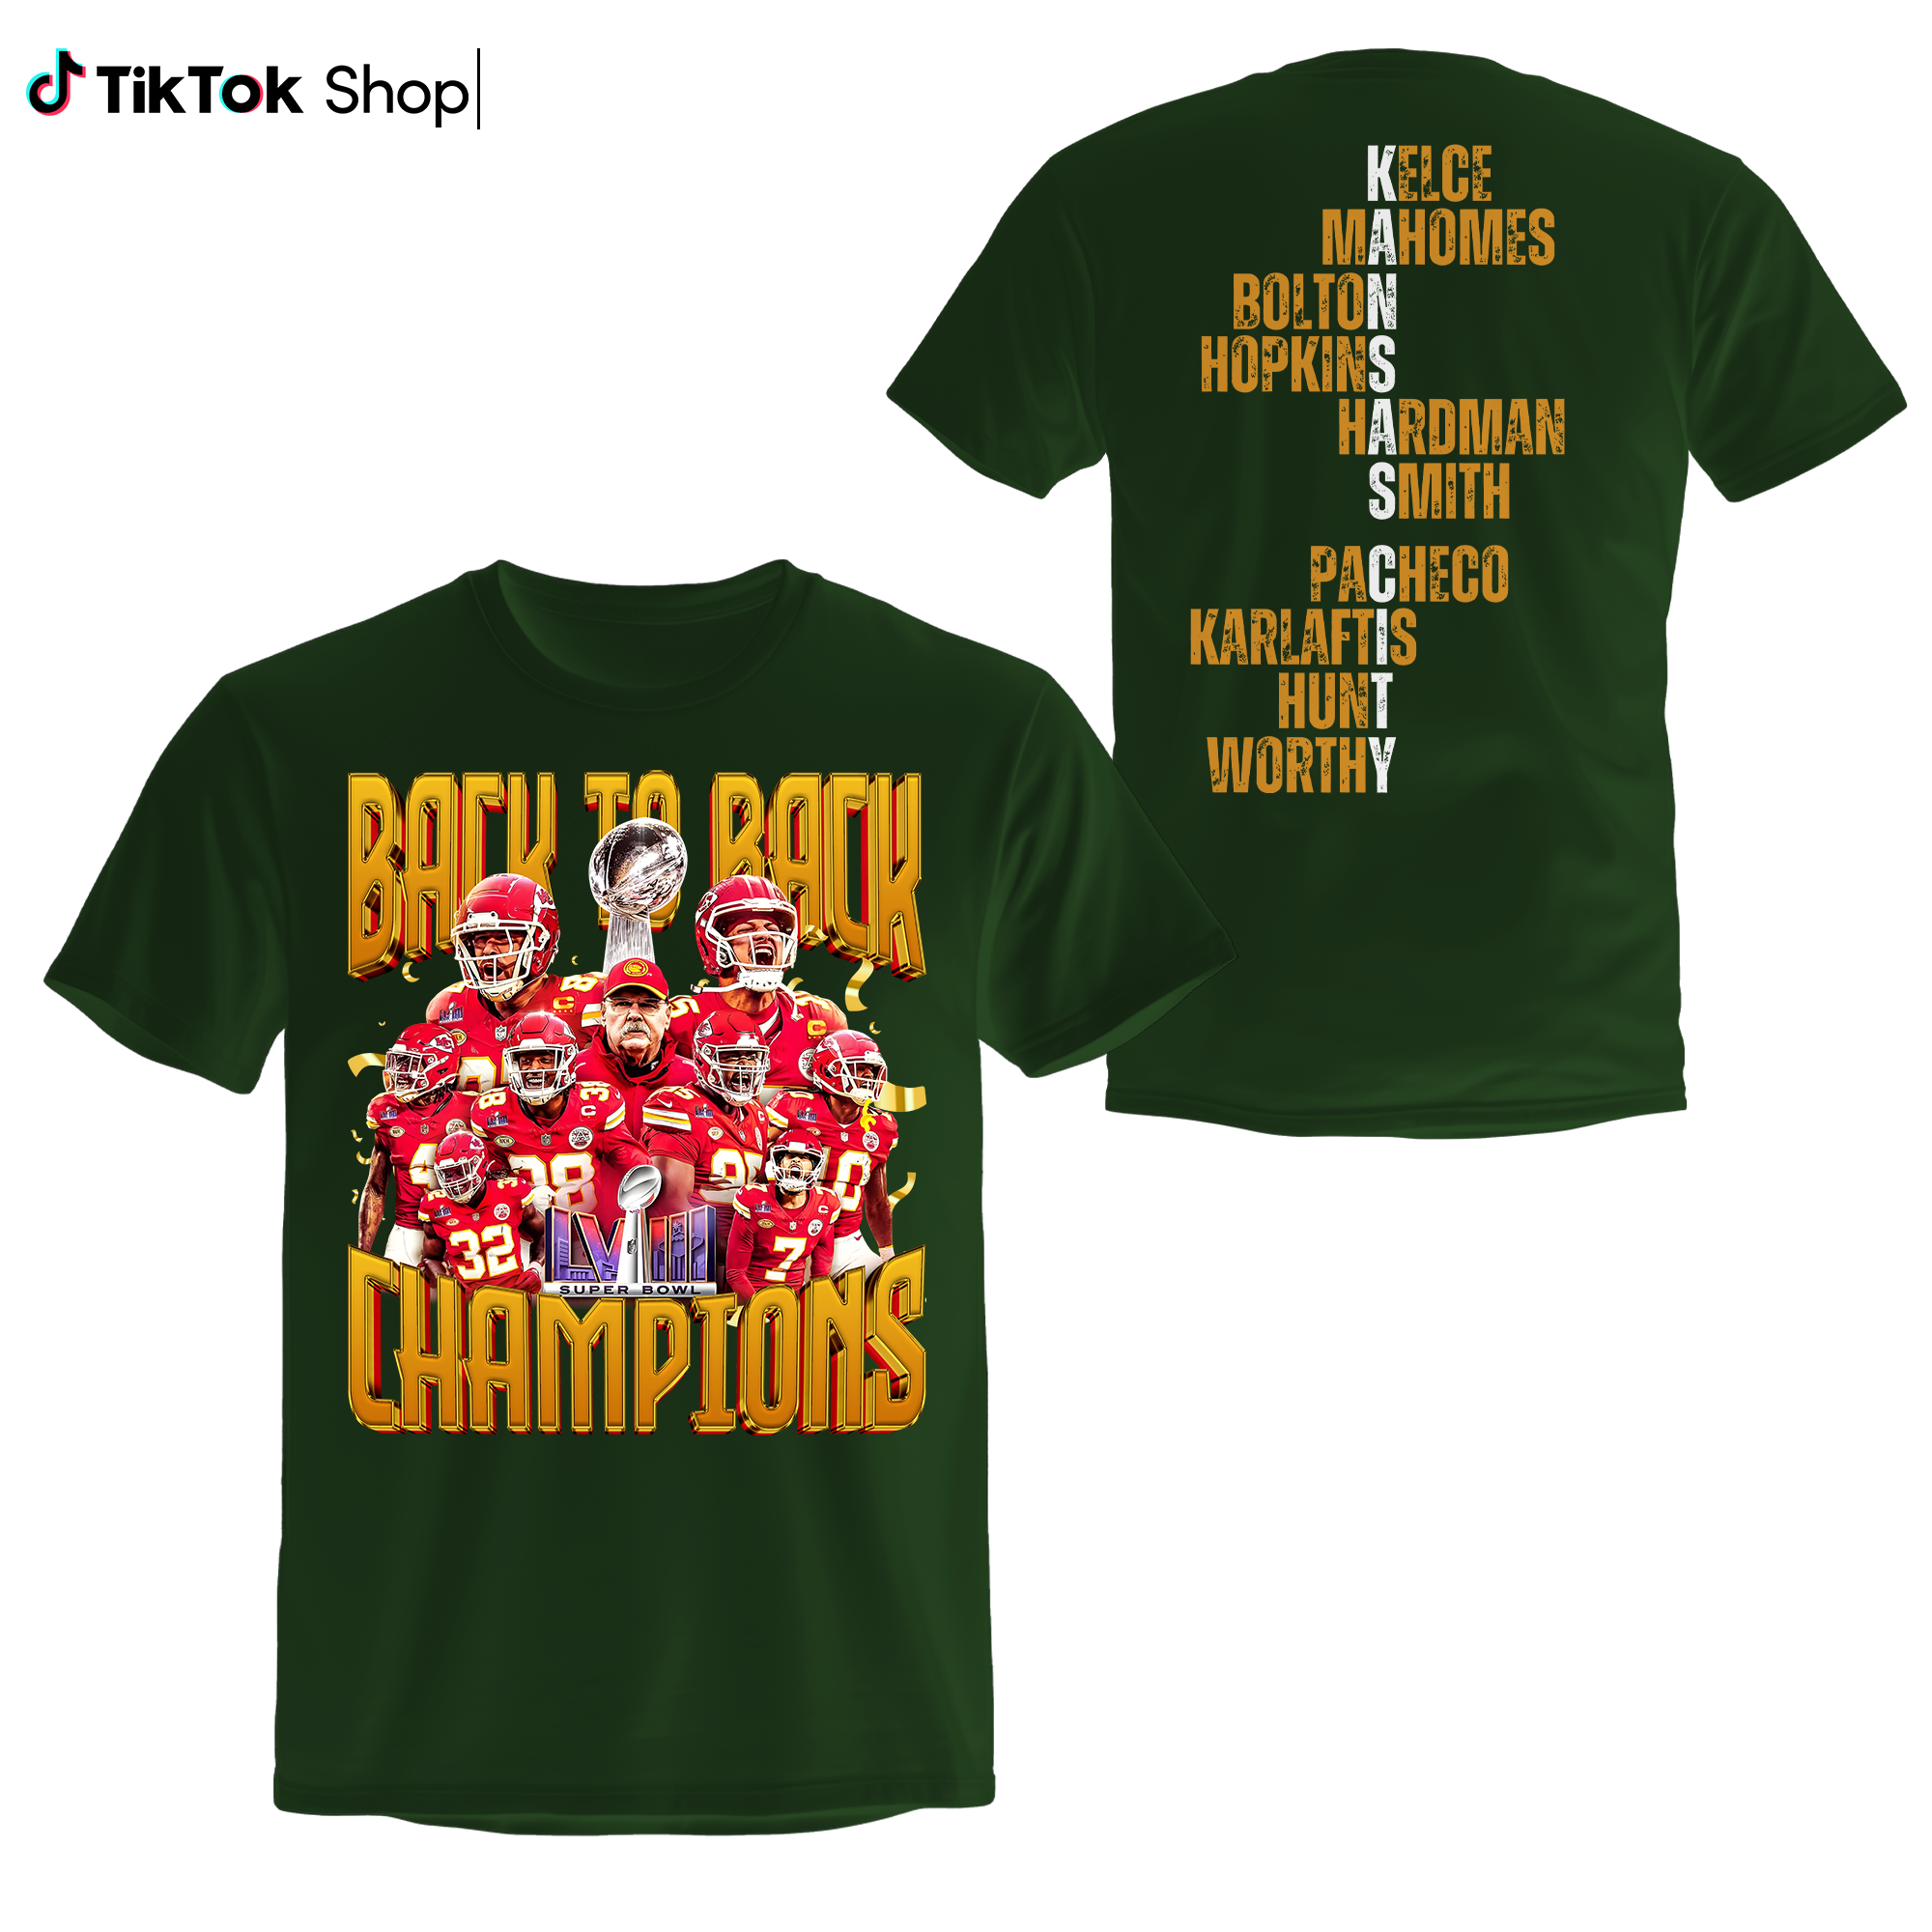 TikTok Shop
KELCE
MAHOMES
BOLTON
HOPKINS
HARDMAN
SMITH
PACHECO
KARLAFTIS
HUNT
WORTHY
BACK TO BACK
38
32
7
LVIII
SUPER BOWL
CHAMPIONS